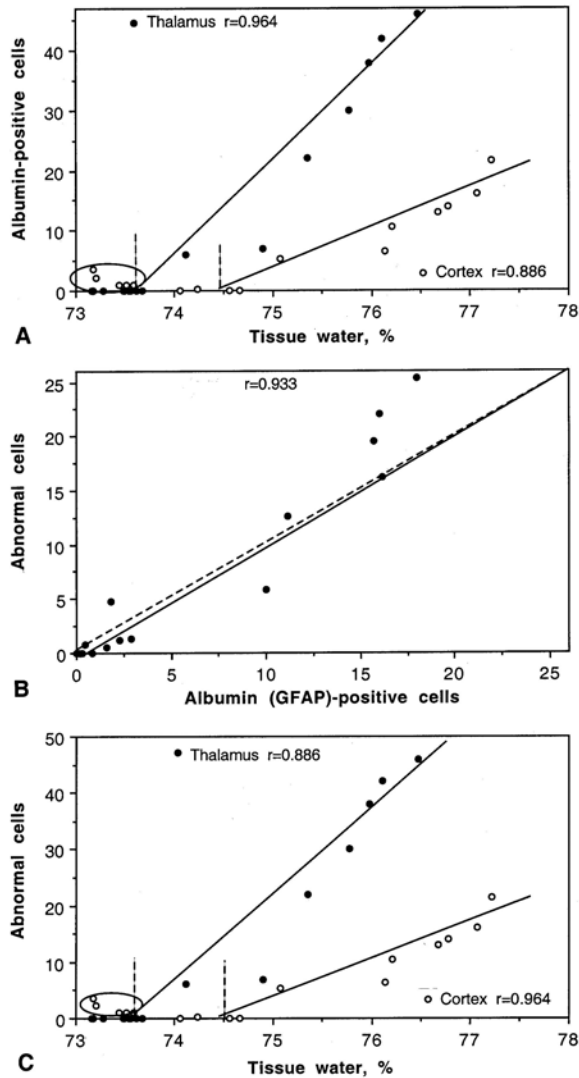 40
30
20
10
0
Albumin-positive cells
Thalamus r=0.964
Cortex r=0.886
73 74 75 76 77 78
Tissue water, %
A
25
20
15
10
5
0
Abnormal cells
r=0.933
0 5 10 15 20 25
Albumin (GFAP)-positive cells
B
50
40
30
20
10
0
Abnormal cells
Thalamus r=0.886
Cortex r=0.964
73 74 75 76 77 78
Tissue water, %
C